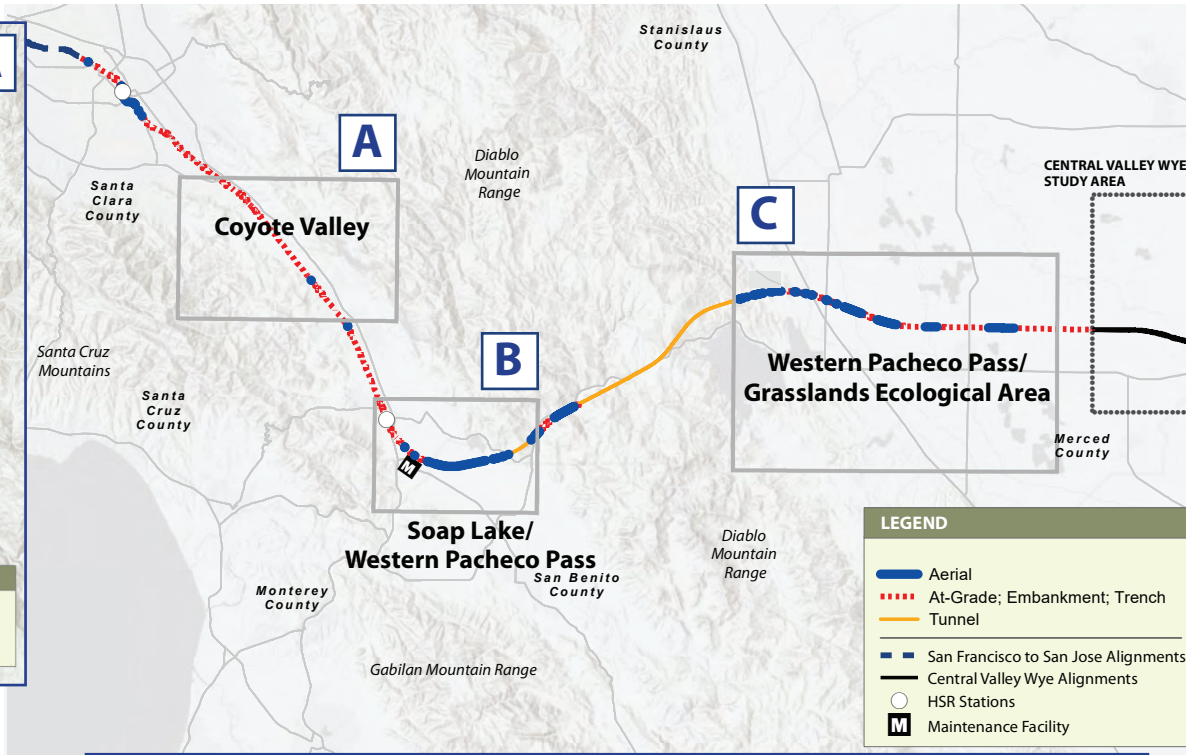 Stanislaus
County
A
Diablo
Mountain
Range
CENTRAL VALLEY WYE
STUDY AREA
Santa
Clara
County
Coyote Valley
C
B
Santa Cruz
Mountains
Western Pacheco Pass/
Grasslands Ecological Area
Santa
Cruz
County
Merced
County
M
Soap Lake/
Western Pacheco Pass
Diablo
Mountain
Range
San Benito
County
Monterey
County
Gabilan Mountain Range
LEGEND
Aerial
At-Grade; Embankment; Trench
Tunnel
San Francisco to San Jose Alignments
Central Valley Wye Alignments
HSR Stations
M Maintenance Facility